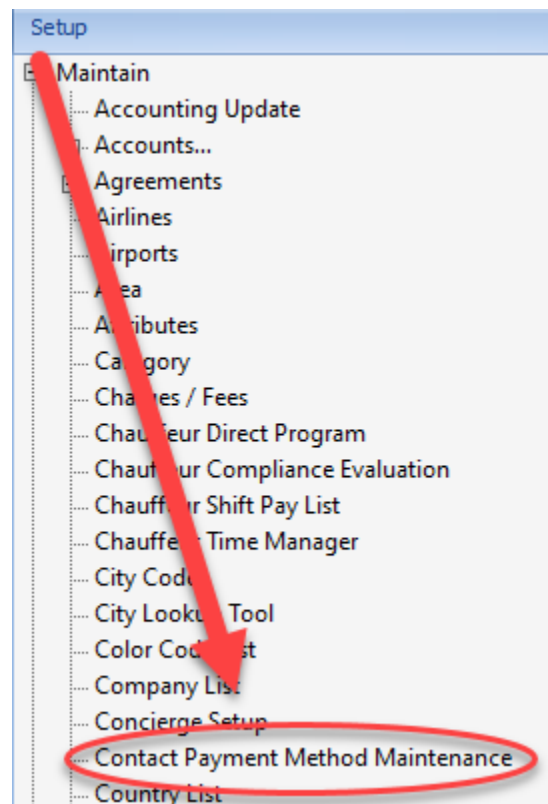 Setup
Maintain
Accounting Update
Accounts...
Agreements
Airlines
Airports
Area
Attributes
Category
Charges / Fees
Chauffeur Direct Program
Chauffeur Compliance Evaluation
Chauffeur Shift Pay List
Chauffeur Time Manager
City Code
City Lookup Tool
Color Code List
Company List
Concierge Setup
Contact Payment Method Maintenance
Country List